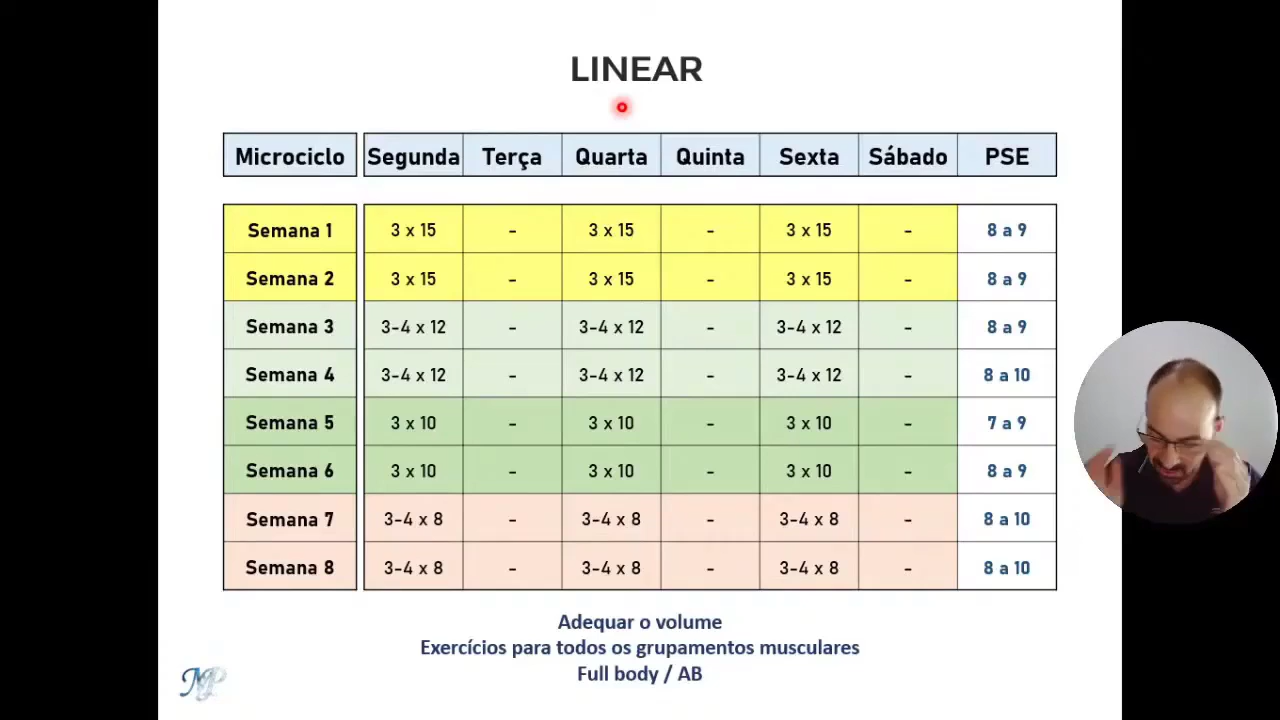 LINEAR
Microciclo Segunda Terça Quarta Quinta Sexta Sábado PSE
Semana 1 3 x 15 - 3 x 15 - 3 x 15 - 8 a 9
Semana 2 3 x 15 - 3 x 15 - 3 x 15 - 8 a 9
Semana 3 3-4 x 12 - 3-4 x 12 - 3-4 x 12 - 8 a 9
Semana 4 3-4 x 12 - 3-4 x 12 - 3-4 x 12 - 8 a 10
Semana 5 3 x 10 - 3 x 10 - 3 x 10 - 7 a 9
Semana 6 3 x 10 - 3 x 10 - 3 x 10 - 8 a 9
Semana 7 3-4 x 8 - 3-4 x 8 - 3-4 x 8 - 8 a 10
Semana 8 3-4 x 8 - 3-4 x 8 - 3-4 x 8 - 8 a 10
Adequar o volume
Exercícios para todos os grupamentos musculares
Full body / AB